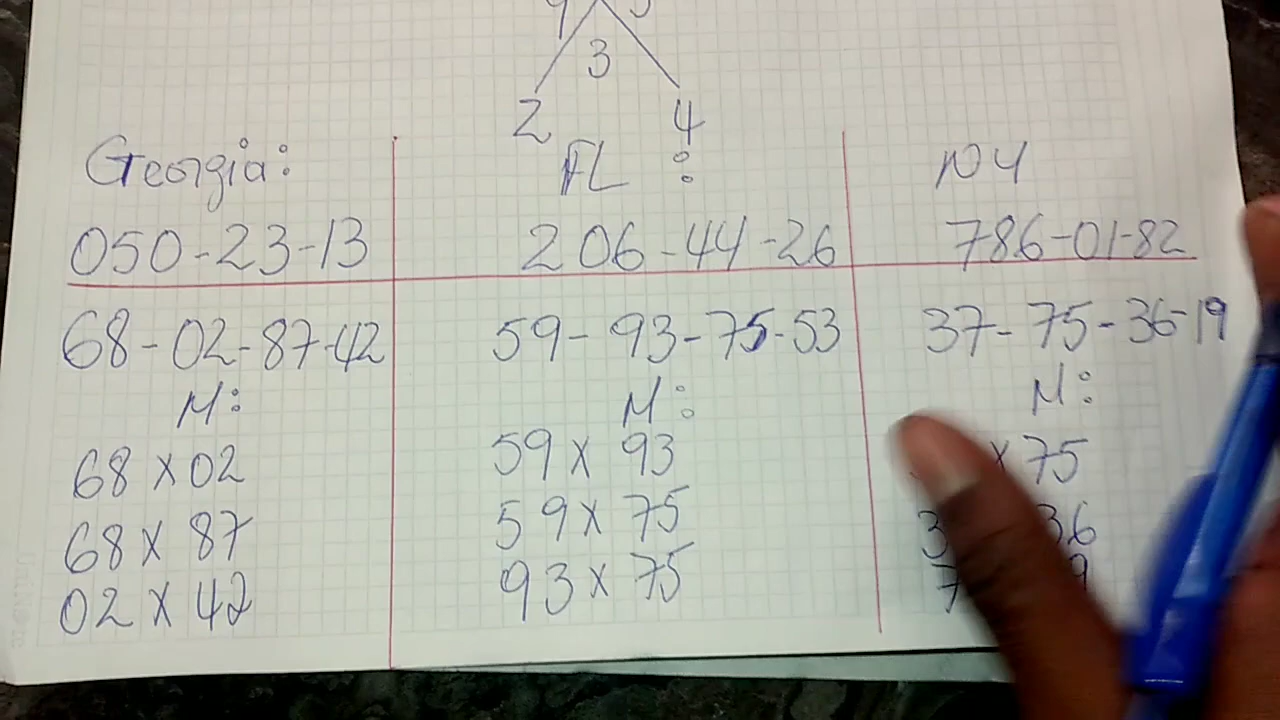 3
2 4
Georgia:
050-23-13
68-02-87-42
M:
68 x 02
68 x 87
02 x 42
FL :
206-44-26
59-93-75-53
M:
59 x 93
59 x 75
93 x 75
NY
786-01-82
37-75-36-19
M:
x 75